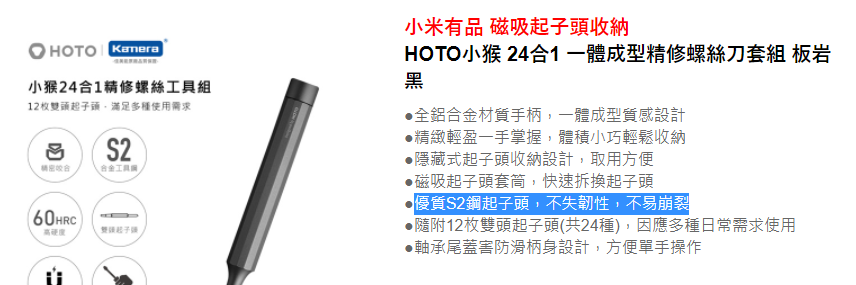 HOTO | Kamera®
小猴24合1精修螺絲工具組
12枚雙頭起子頭，滿足多種使用需求
精密咬合
S2
合金工具鋼
60HRC
高硬度
雙頭起子頭
小米有品 磁吸起子頭收納
HOTO小猴 24合1 一體成型精修螺絲刀套組 板岩
黑
●全鋁合金材質手柄，一體成型質感設計
●精緻輕盈一手掌握，體積小巧輕鬆收納
●隱藏式起子頭收納設計，取用方便
●磁吸起子頭套筒，快速拆換起子頭
●優質S2鋼起子頭，不失韌性，不易崩裂
●隨附12枚雙頭起子頭(共24種)，因應多種日常需求使用
●軸承尾蓋害防滑柄身設計，方便單手操作